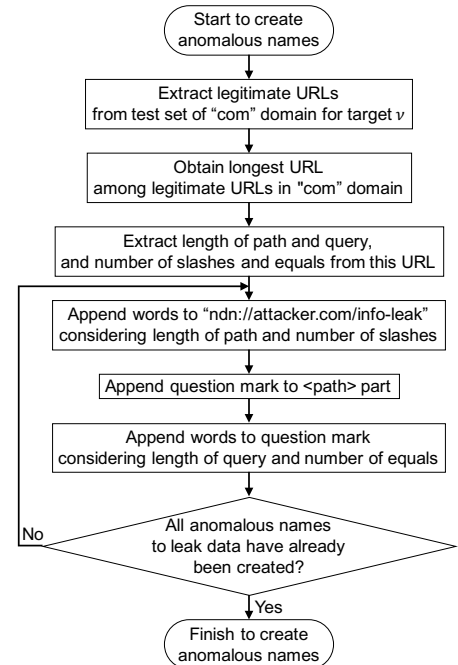 Start to create
anomalous names
Extract legitimate URLs
from test set of “com” domain for target ν
Obtain longest URL
among legitimate URLs in "com” domain
Extract length of path and query,
and number of slashes and equals from this URL
Append words to “ndn://attacker.com/info-leak”
considering length of path and number of slashes
Append question mark to <path> part
Append words to question mark
considering length of query and number of equals
All anomalous names
to leak data have already
been created?
No
Yes
Finish to create
anomalous names